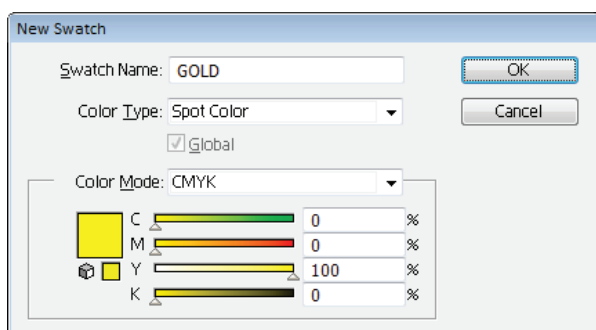 New Swatch
Swatch Name: GOLD
OK
Color Type: Spot Color
Cancel
Global
Color Mode: CMYK
C 0 %
M 0 %
Y 100 %
K 0 %